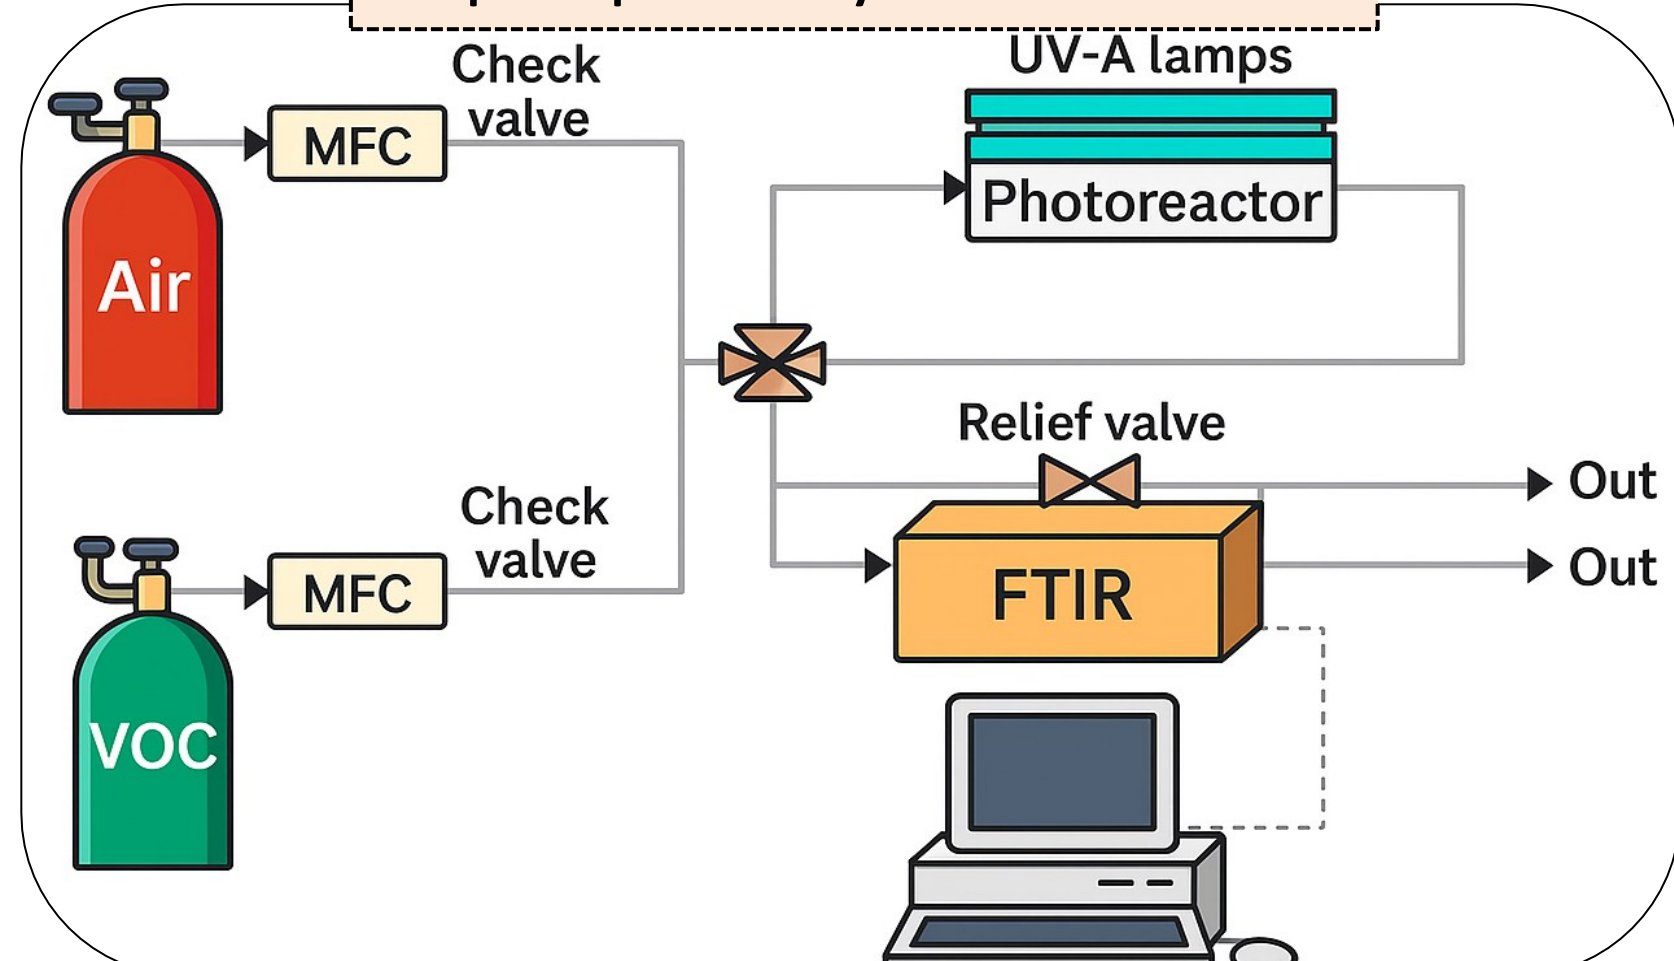 Check
valve
MFC
Air
UV-A lamps
Photoreactor
Relief valve
Out
Check
valve
MFC
FTIR
Out
VOC